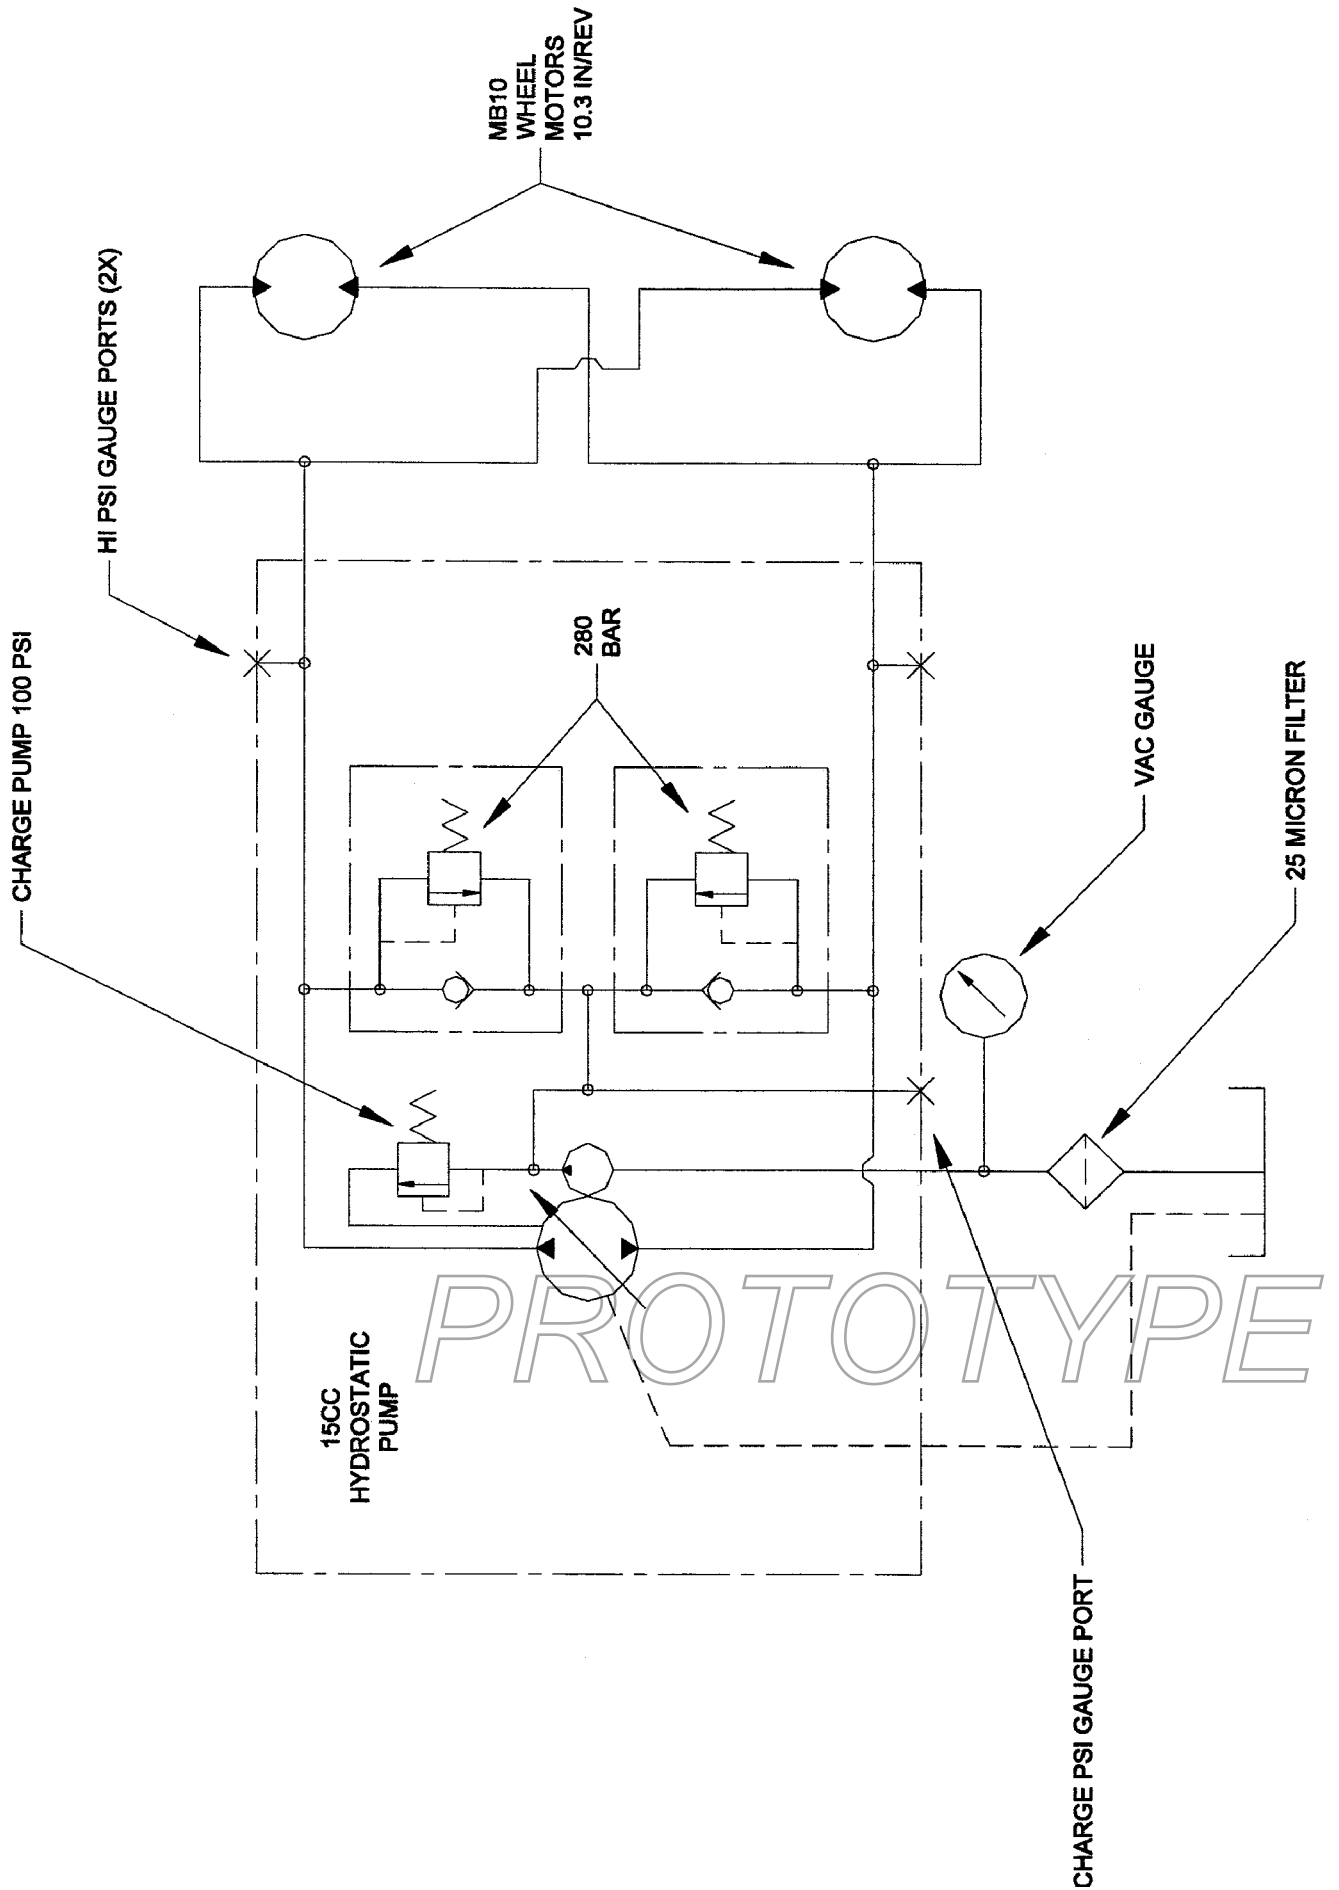 MB10
WHEEL
MOTORS
10.3 IN/REV
HI PSI GAUGE PORTS (2X)
CHARGE PUMP 100 PSI
280
BAR
VAC GAUGE
25 MICRON FILTER
15CC
HYDROSTATIC
PUMP
PROTOTYPE
CHARGE PSI GAUGE PORT